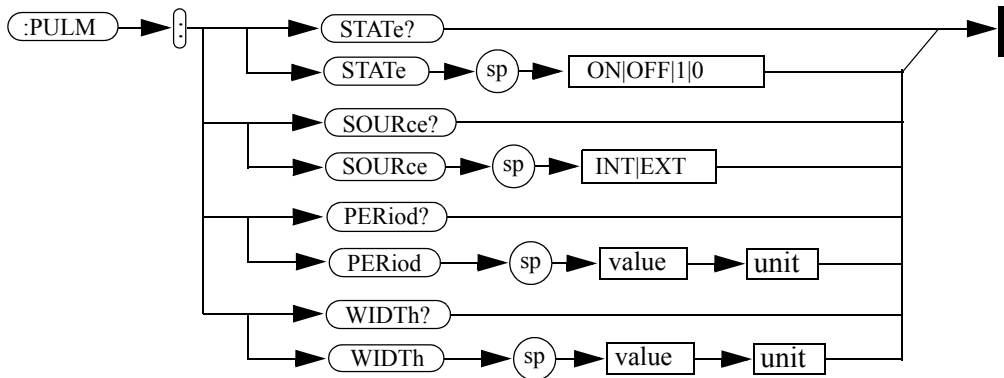 :PULM : STATe?
STATe sp ON|OFF|1|0
SOURce?
SOURce sp INT|EXT
PERiod?
PERiod sp value unit
WIDTh?
WIDTh sp value unit